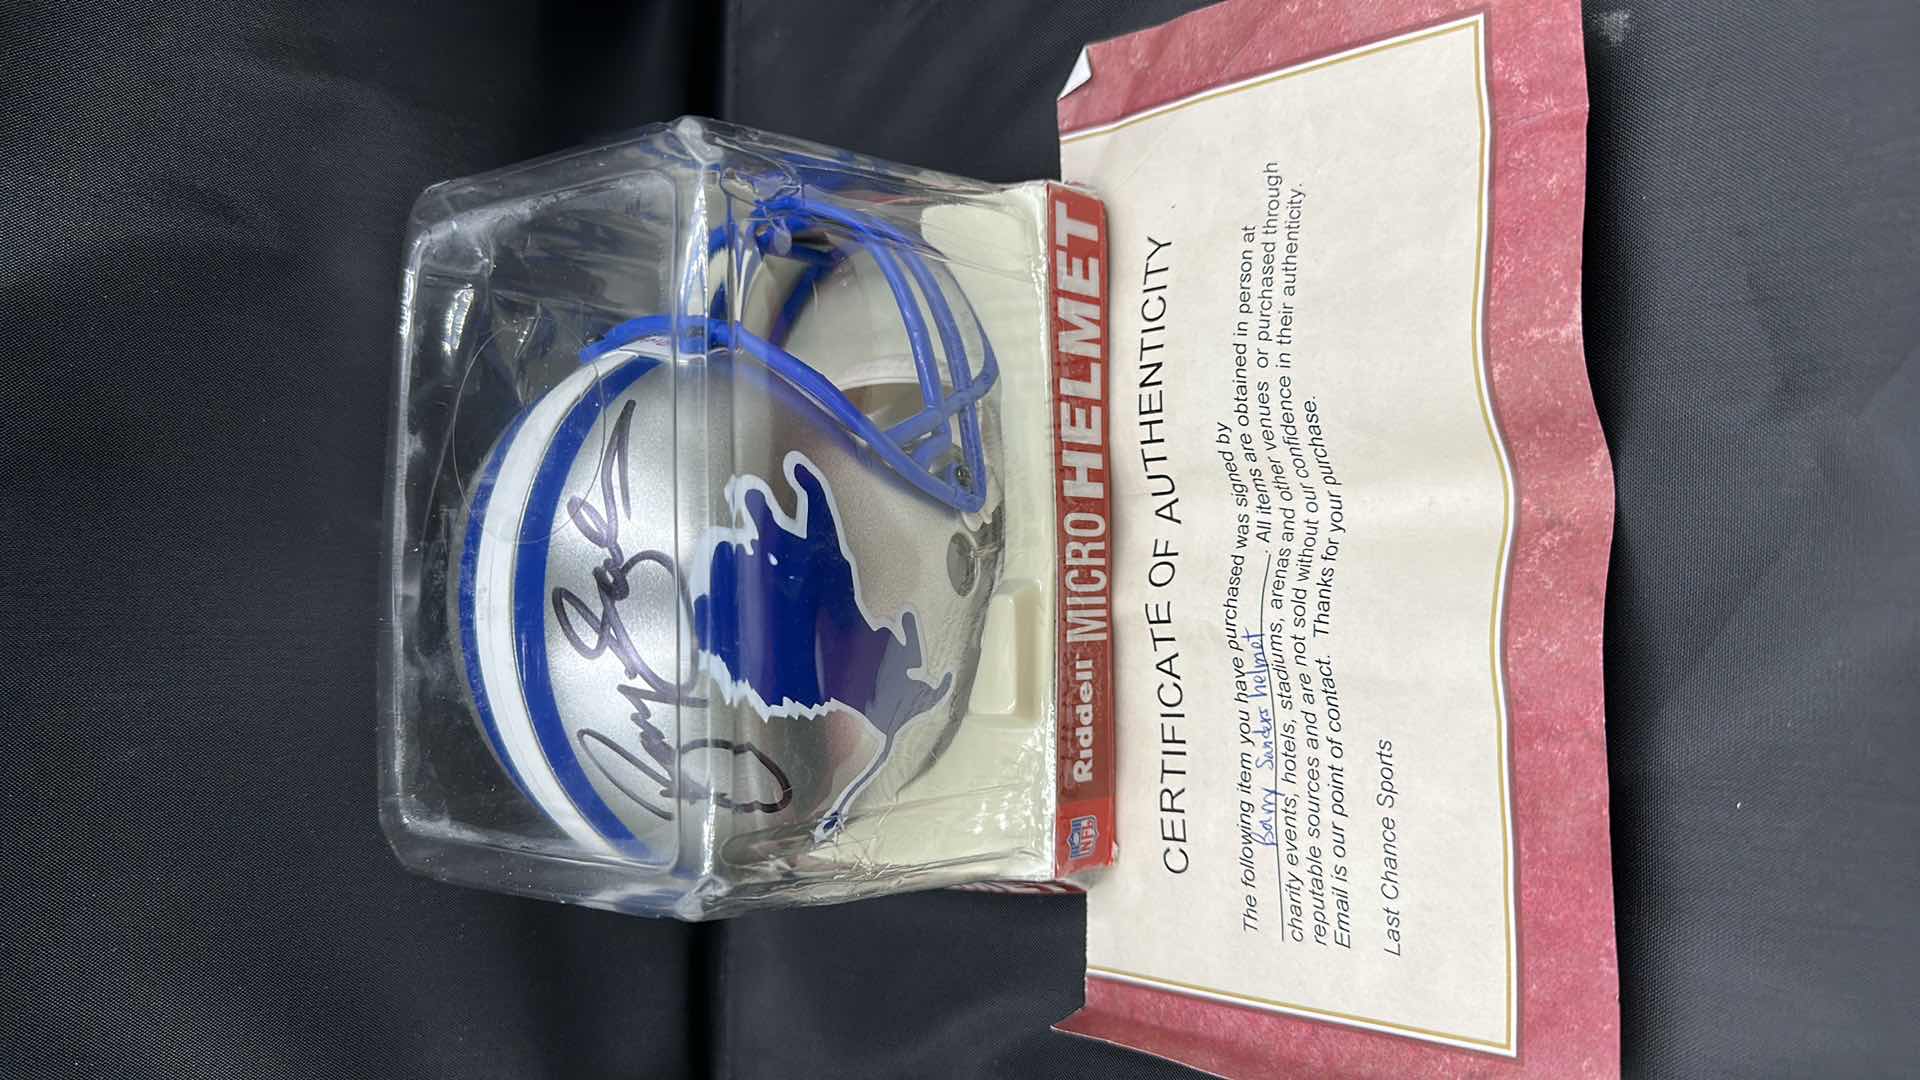 Barry Sanders
NFL Riddell MICRO HELMET
CERTIFICATE OF AUTHENTICITY
The following item you have purchased was signed by
Barry Sanders helmet. All items are obtained in person at
charity events, hotels, stadiums, arenas and other venues or purchased through
reputable sources and are not sold without our confidence in their authenticity.
Email is our point of contact. Thanks for your purchase.
Last Chance Sports